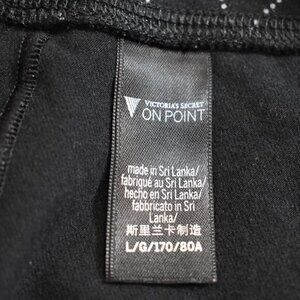 VICTORIA'S SECRET
ON POINT
made in Sri Lanka/
fabriqué au Sri Lanka/
hecho en Sri Lanka/
fabbricato in Sri
Lanka/
斯里兰卡制造
L/G/170/80A